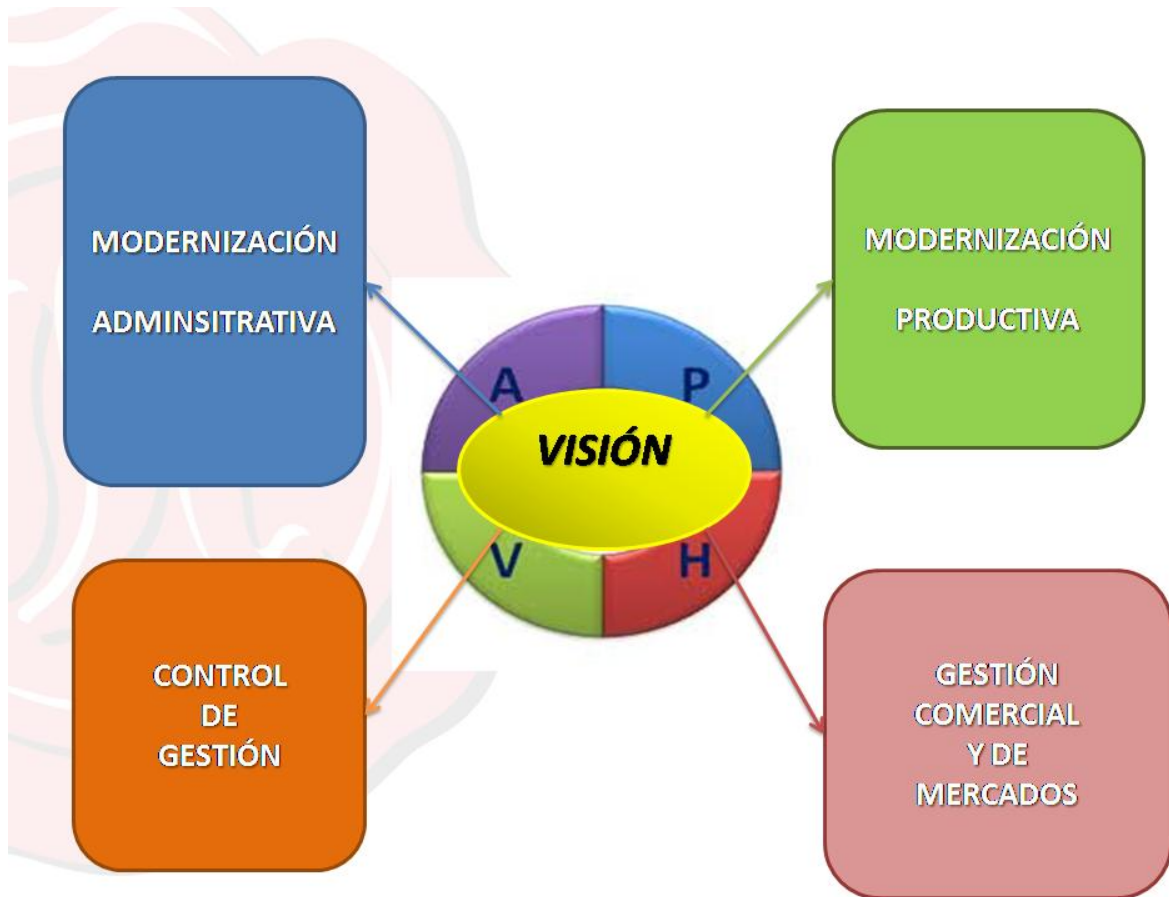 MODERNIZACIÓN
ADMINSITRATIVA
MODERNIZACIÓN
PRODUCTIVA
A
P
VISIÓN
V
H
CONTROL
DE
GESTIÓN
GESTIÓN
COMERCIAL
Y DE
MERCADOS